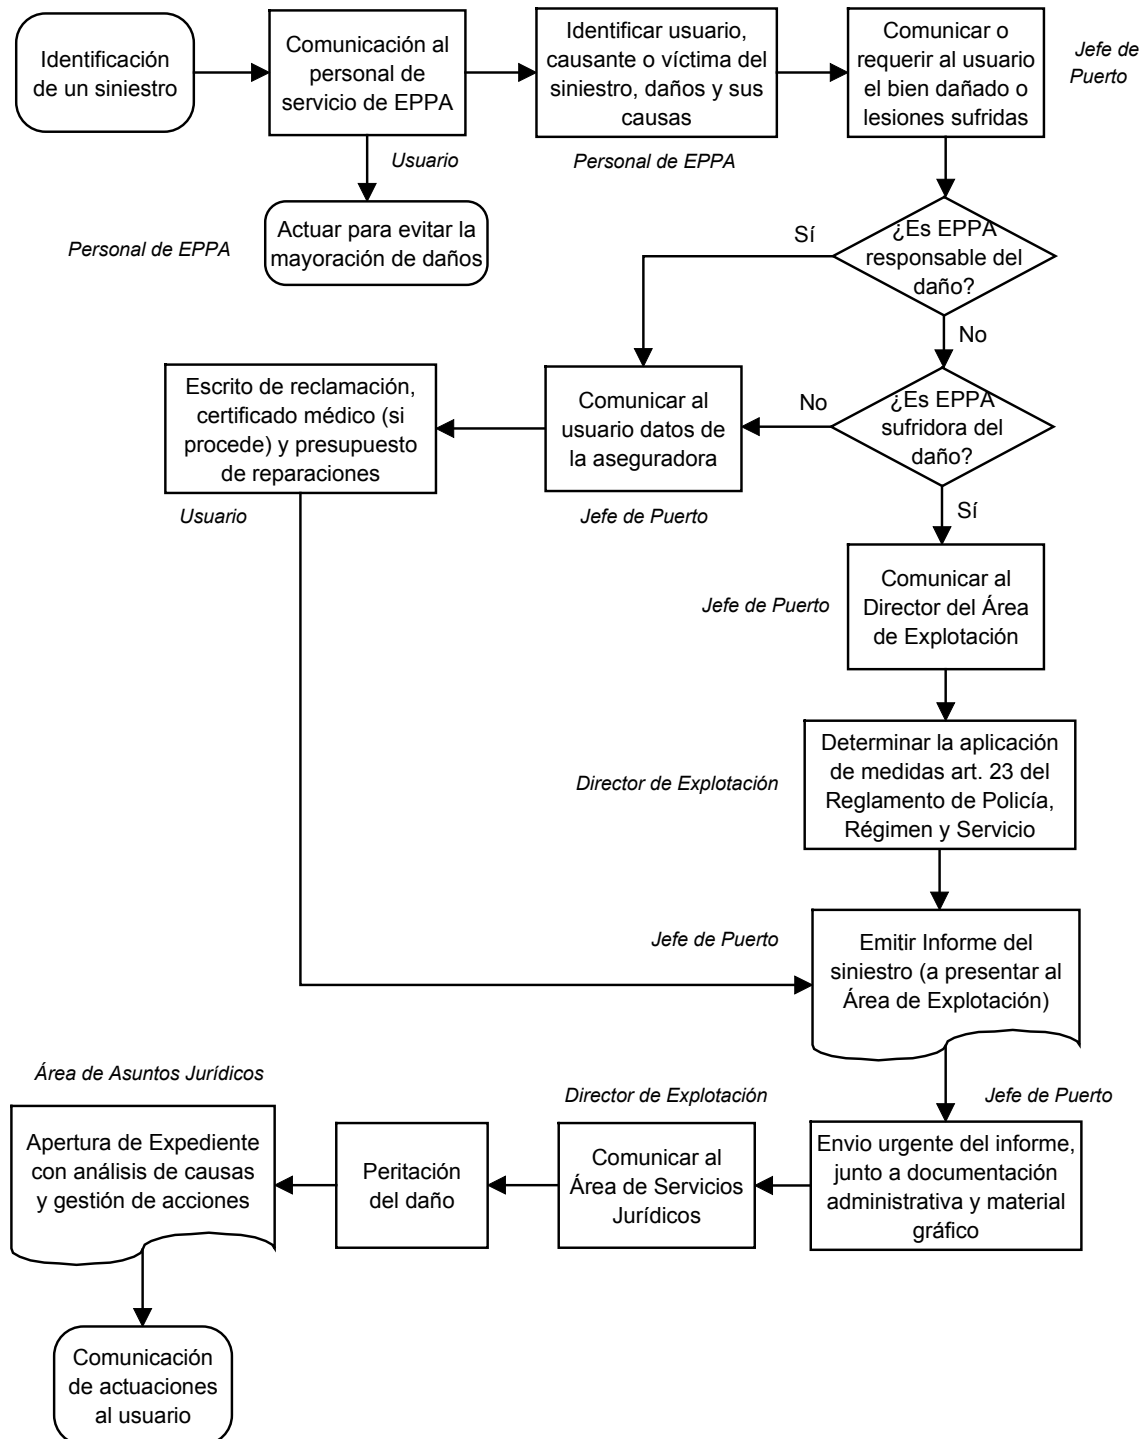 Identificación
de un siniestro
Comunicación al
personal de
servicio de EPPA
Usuario
Identificar usuario,
causante o víctima del
siniestro, daños y sus
causas
Personal de EPPA
Comunicar o
requerir al usuario
el bien dañado o
lesiones sufridas
Jefe de
Puerto
Actuar para evitar la
mayoración de daños
Personal de EPPA
¿Es EPPA
responsable del
daño?
Sí
No
¿Es EPPA
sufridora del
daño?
No
Sí
Comunicar al
usuario datos de
la aseguradora
Jefe de Puerto
Escrito de reclamación,
certificado médico (si
procede) y presupuesto
de reparaciones
Usuario
Comunicar al
Director del Área
de Explotación
Jefe de Puerto
Determinar la aplicación
de medidas art. 23 del
Reglamento de Policía,
Régimen y Servicio
Director de Explotación
Emitir Informe del
siniestro (a presentar al
Área de Explotación)
Jefe de Puerto
Jefe de Puerto
Envio urgente del informe,
junto a documentación
administrativa y material
gráfico
Director de Explotación
Comunicar al
Área de Servicios
Jurídicos
Peritación
del daño
Área de Asuntos Jurídicos
Apertura de Expediente
con análisis de causas
y gestión de acciones
Comunicación
de actuaciones
al usuario